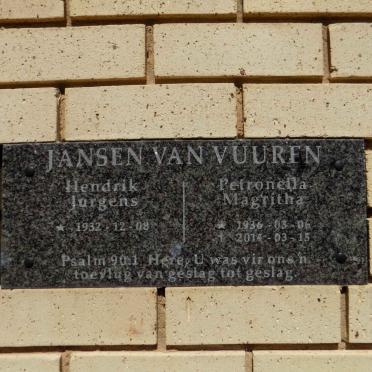 JANSEN VAN VUUREN
Hendrik Jurgens
★ 1932-12-08
Petronella Magritha
★ 1936-03-06
† 2014-03-15
Psalm 90:1 Here, U was vir ons 'n
toevlug van geslag tot geslag.